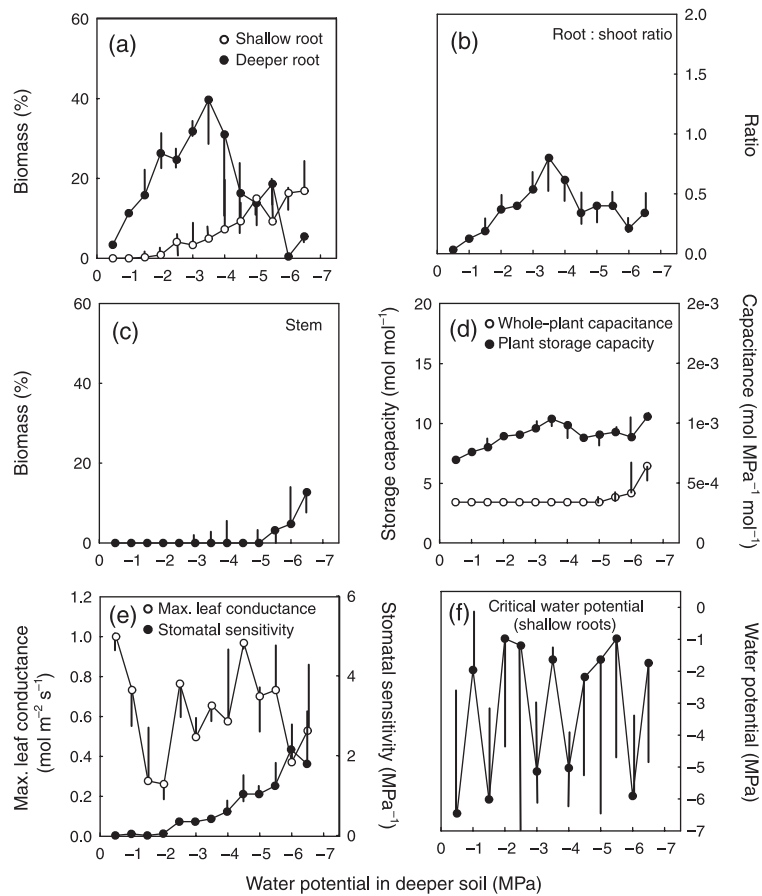 (a)
Shallow root
Deeper root
Biomass (%)
60
40
20
0
0 −1 −2 −3 −4 −5 −6 −7
(b)
Root : shoot ratio
2.0
1.5
1.0
0.5
0.0
Ratio
0 −1 −2 −3 −4 −5 −6 −7
(c)
Stem
Biomass (%)
60
40
20
0
0 −1 −2 −3 −4 −5 −6 −7
(d)
Whole-plant capacitance
Plant storage capacity
Storage capacity (mol mol⁻¹)
20
15
10
5
0
2e-3
2e-3
1e-3
5e-4
0
Capacitance (mol MPa⁻¹ mol⁻¹)
0 −1 −2 −3 −4 −5 −6 −7
(e)
Max. leaf conductance
Stomatal sensitivity
Max. leaf conductance
(mol m⁻² s⁻¹)
1.2
1.0
0.8
0.6
0.4
0.2
0.0
6
4
2
0
Stomatal sensitivity
(MPa⁻¹)
0 −1 −2 −3 −4 −5 −6 −7
(f)
Critical water potential
(shallow roots)
0
−1
−2
−3
−4
−5
−6
−7
Water potential (MPa)
0 −1 −2 −3 −4 −5 −6 −7
Water potential in deeper soil (MPa)